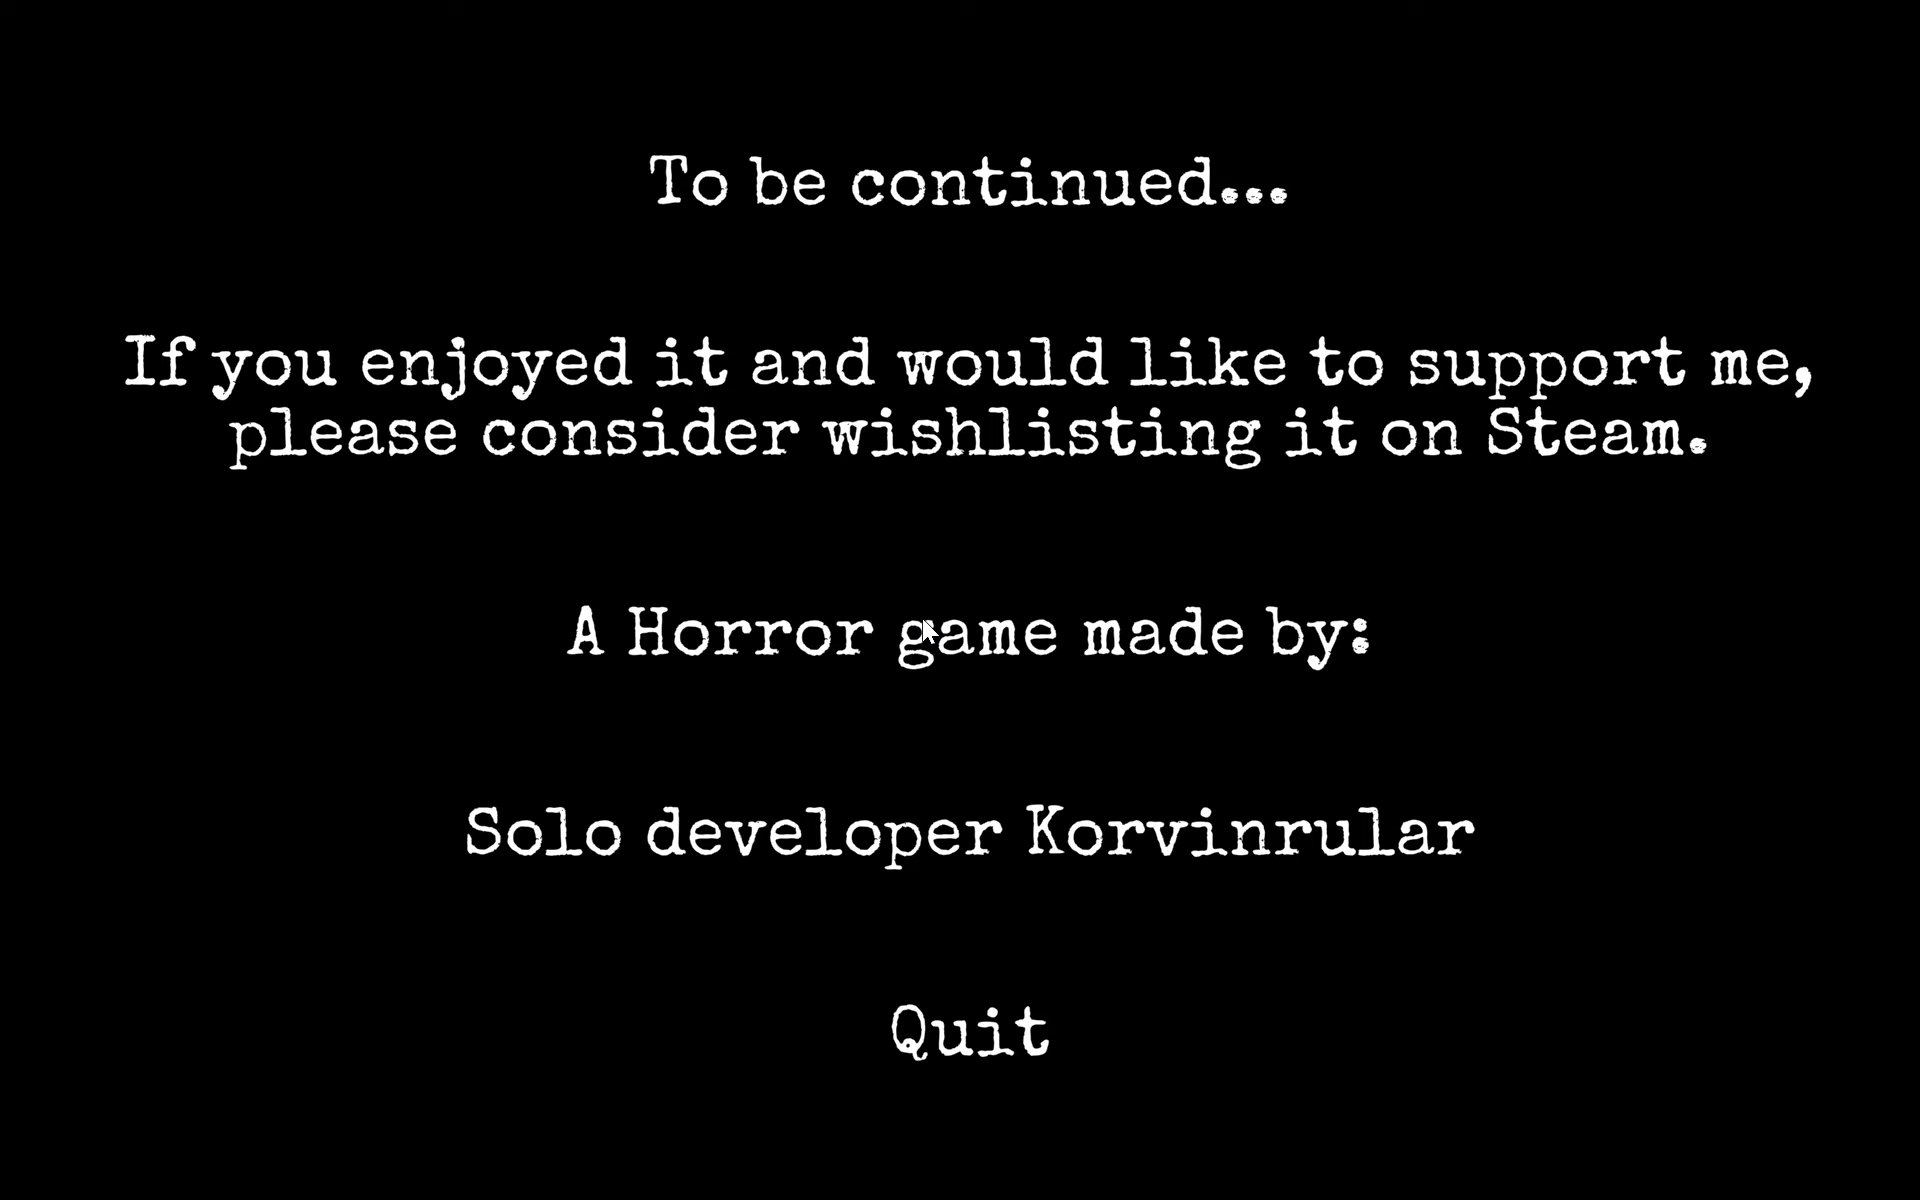 To be continued...
If you enjoyed it and would like to support me,
please consider wishlisting it on Steam.
A Horror game made by:
Solo developer Korvinrular
Quit